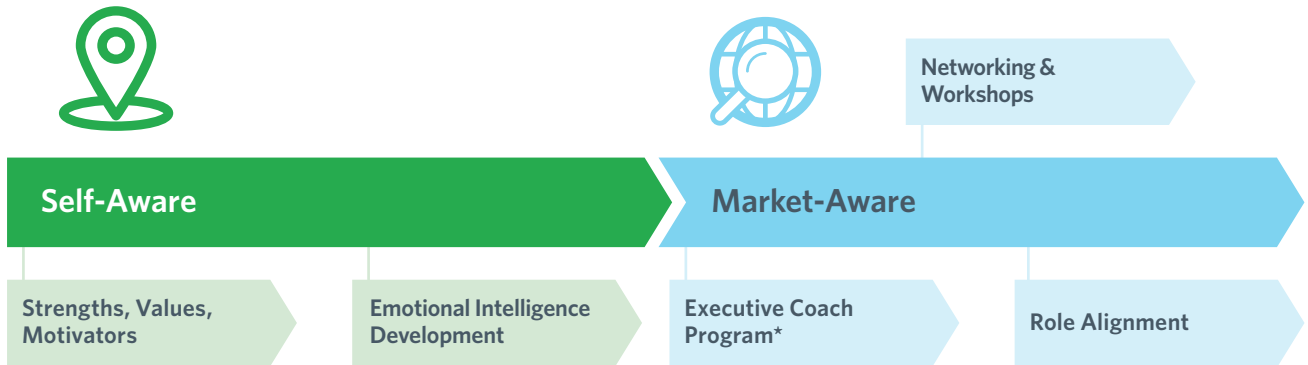 Networking &
Workshops
Self-Aware
Market-Aware
Strengths, Values,
Motivators
Emotional Intelligence
Development
Executive Coach
Program*
Role Alignment